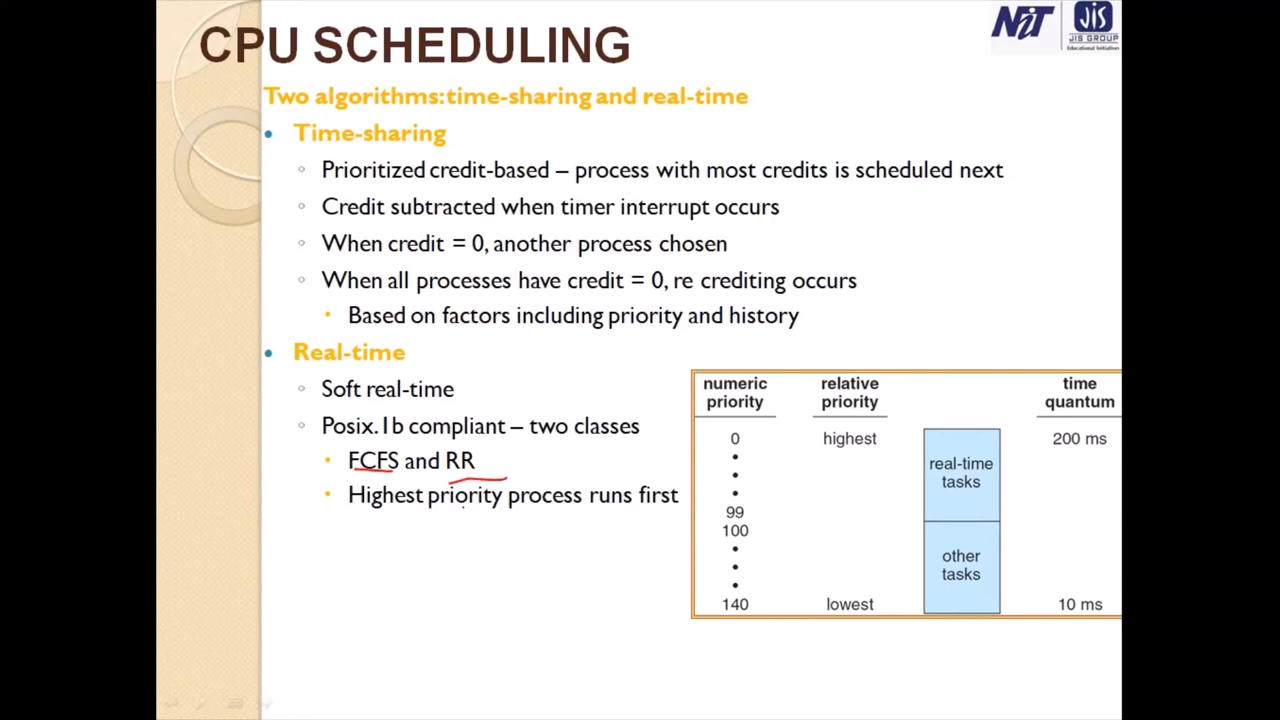 CPU SCHEDULING
NiT
JIS
JIS GROUP
Educational Initiatives
Two algorithms: time-sharing and real-time
Time-sharing
Prioritized credit-based – process with most credits is scheduled next
Credit subtracted when timer interrupt occurs
When credit = 0, another process chosen
When all processes have credit = 0, re crediting occurs
Based on factors including priority and history
Real-time
Soft real-time
Posix.1b compliant – two classes
FCFS and RR
Highest priority process runs first
numeric priority relative priority time quantum
0 highest 200 ms
real-time tasks
99
100
other tasks
140 lowest 10 ms